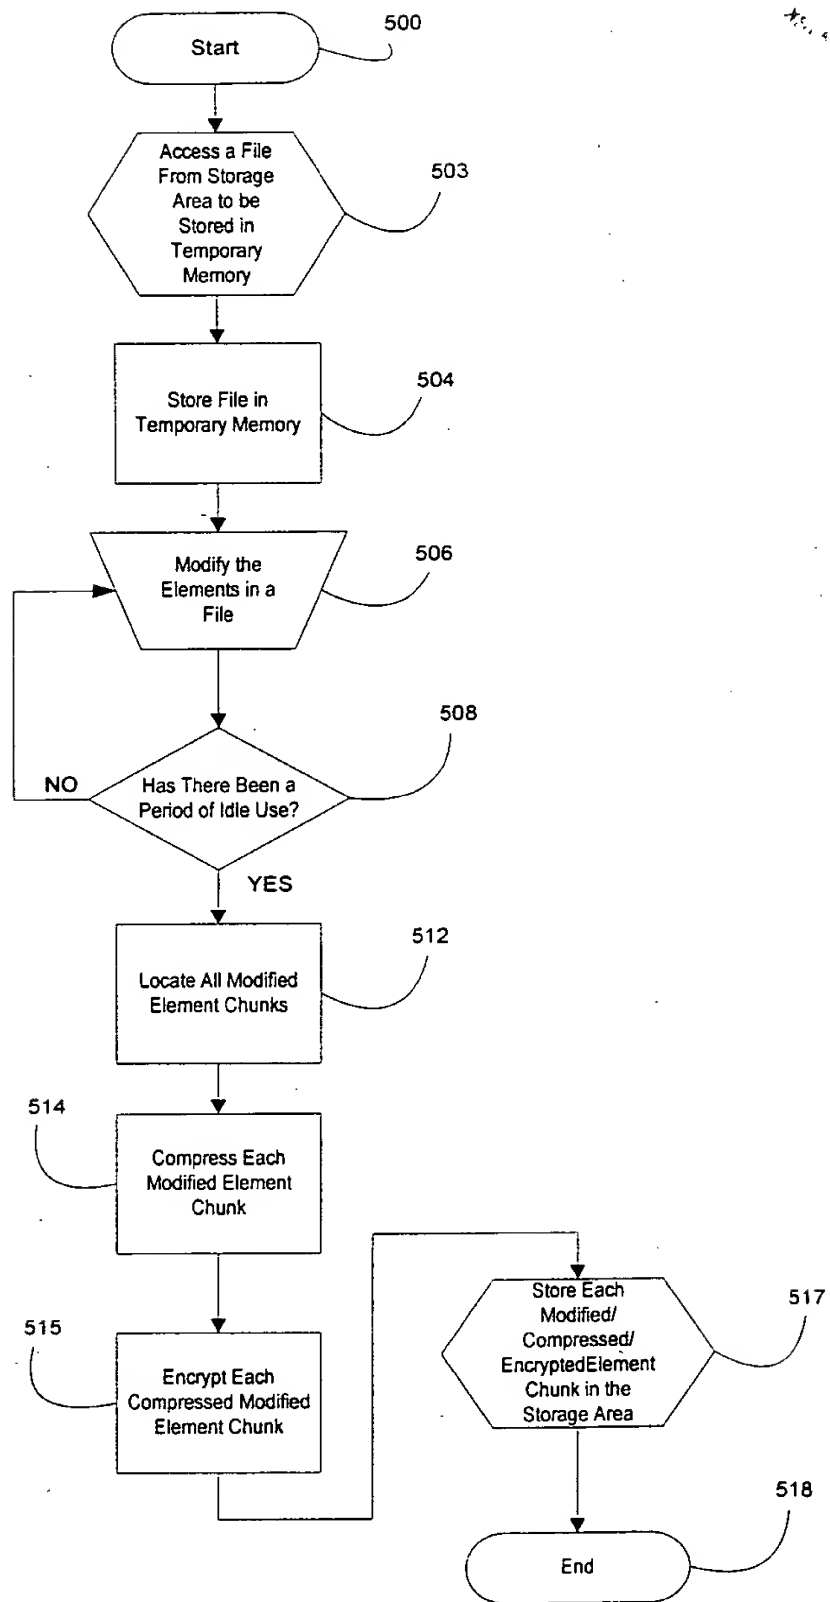 Start
500
Access a File
From Storage
Area to be
Stored in
Temporary
Memory
503
Store File in
Temporary Memory
504
Modify the
Elements in a
File
506
Has There Been a
Period of Idle Use?
508
NO
YES
Locate All Modified
Element Chunks
512
514
Compress Each
Modified Element
Chunk
515
Encrypt Each
Compressed Modified
Element Chunk
Store Each
Modified/
Compressed/
EncryptedElement
Chunk in the
Storage Area
517
End
518